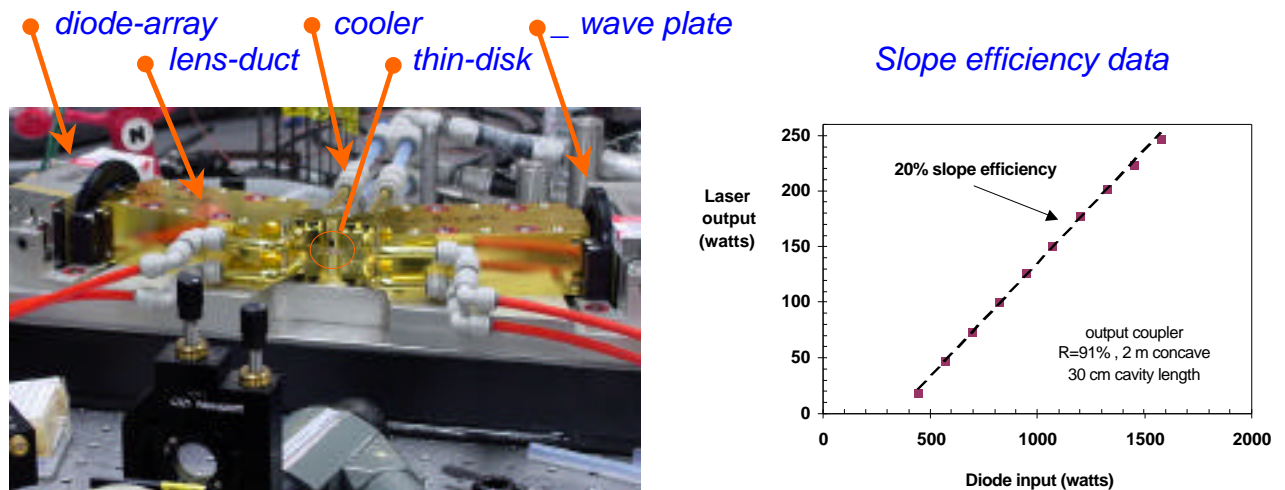 diode-array
cooler
_ wave plate
lens-duct
thin-disk
N
Slope efficiency data
250
200
150
100
50
0
Laser
output
(watts)
20% slope efficiency
output coupler
R=91% , 2 m concave
30 cm cavity length
0
500
1000
1500
2000
Diode input (watts)